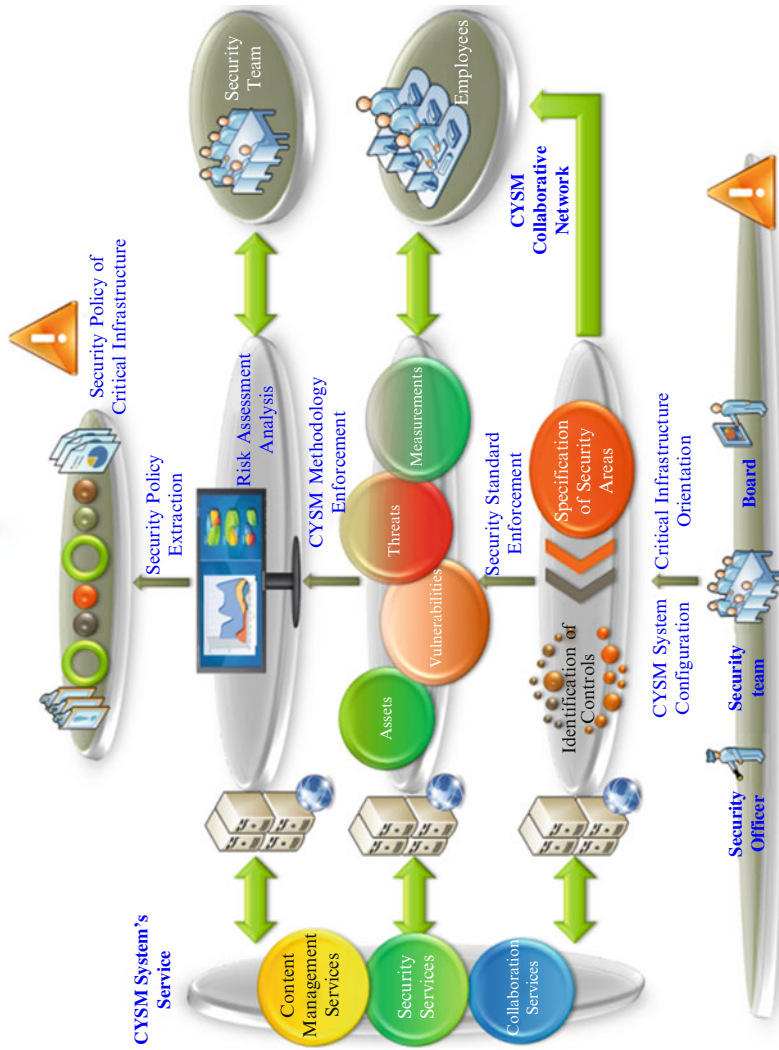 CYSM System's
Service
Content
Management
Services
Security
Services
Collaboration
Services
Security Policy of
Critical Infrastructure
Security Policy
Extraction
Risk Assessment
Analysis
Security
Team
CYSM Methodology
Enforcement
Assets
Vulnerabilities
Threats
Measurements
Employees
Security Standard
Enforcement
Identification of
Controls
Specification
of Security
Areas
CYSM
Collaborative
Network
CYSM System
Configuration
Critical Infrastructure
Orientation
Security
Officer
Security
team
Board